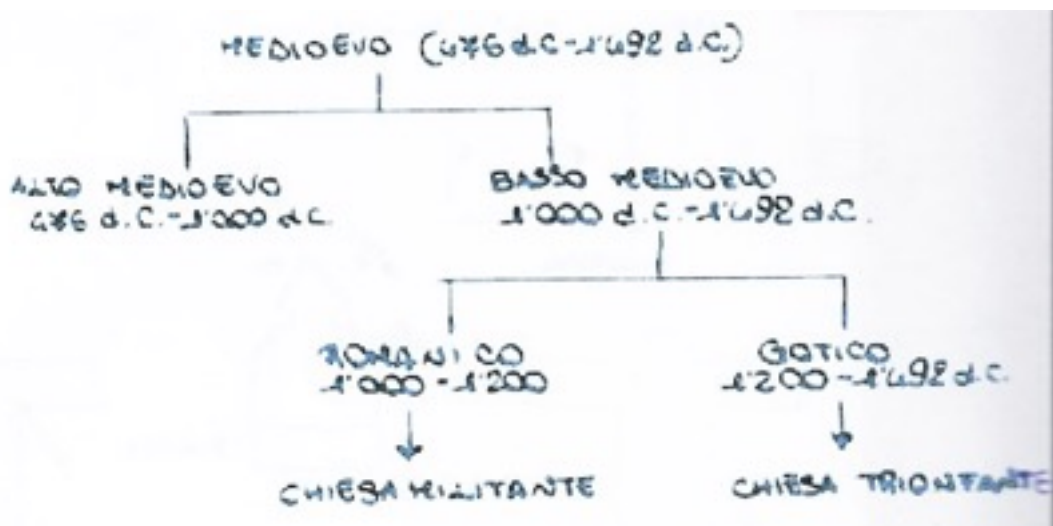 MEDIOEVO (476 d.C.-1'492 d.C.)
ALTO MEDIOEVO
476 d.C.-1'000 d.C.
BASSO MEDIOEVO
1'000 d.C.-1'492 d.C.
ROMANICO
1'000-1'200
GOTICO
1'200-1'492 d.C.
CHIESA MILITANTE
CHIESA TRIONFANTE